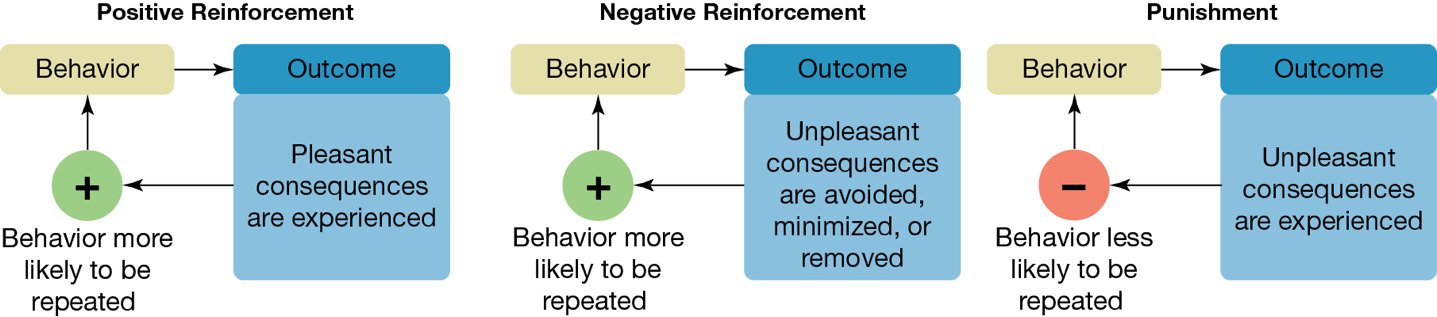 Positive Reinforcement
Behavior
Outcome
Pleasant
consequences
are experienced
+
Behavior more
likely to be
repeated
Negative Reinforcement
Behavior
Outcome
Unpleasant
consequences
are avoided,
minimized, or
removed
+
Behavior more
likely to be
repeated
Punishment
Behavior
Outcome
Unpleasant
consequences
are experienced
−
Behavior less
likely to be
repeated